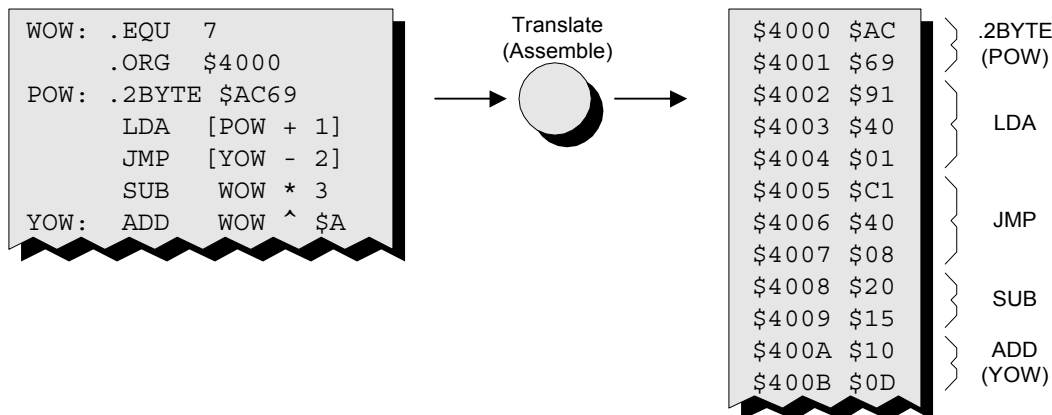 WOW: .EQU 7
.ORG $4000
POW: .2BYTE $AC69
LDA [POW + 1]
JMP [YOW - 2]
SUB WOW * 3
YOW: ADD WOW ^ $A
Translate
(Assemble)
$4000 $AC
$4001 $69
$4002 $91
$4003 $40
$4004 $01
$4005 $C1
$4006 $40
$4007 $08
$4008 $20
$4009 $15
$400A $10
$400B $0D
.2BYTE
(POW)
LDA
JMP
SUB
ADD
(YOW)